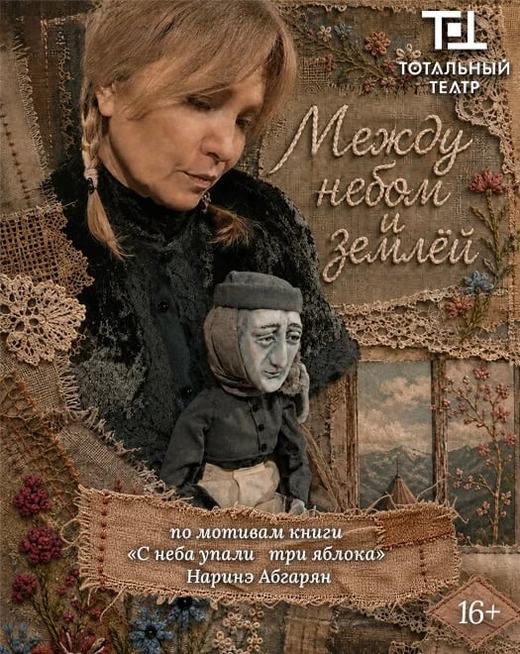 ТОТАЛЬНЫЙ
ТЕАТР
Между
небом
и
землёй
по мотивам книги
«С неба упали три яблока»
Наринэ Абгарян
16+